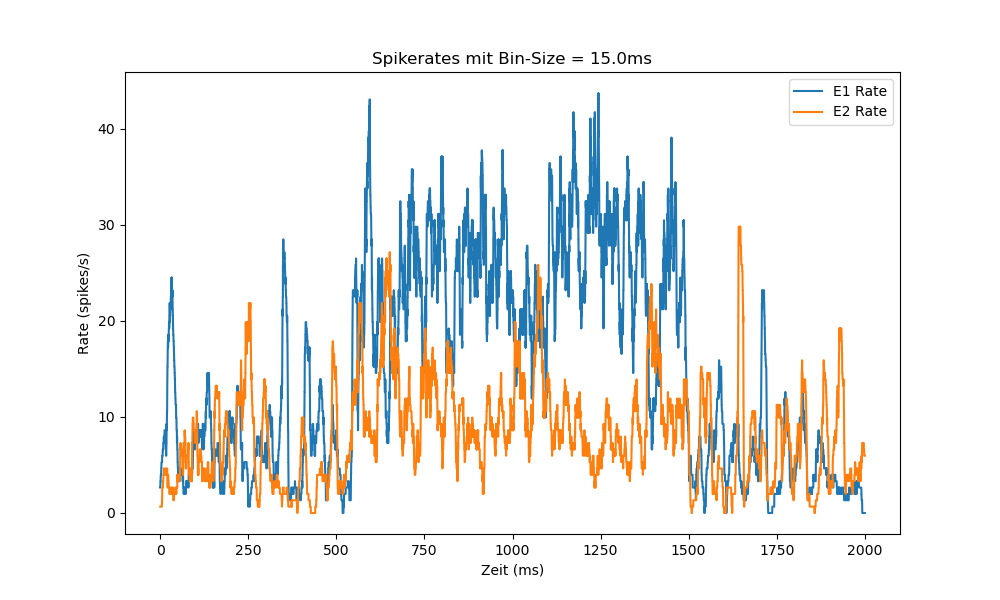 Spikerates mit Bin-Size = 15.0ms
E1 Rate
E2 Rate
Rate (spikes/s)
40
30
20
10
0
0 250 500 750 1000 1250 1500 1750 2000
Zeit (ms)